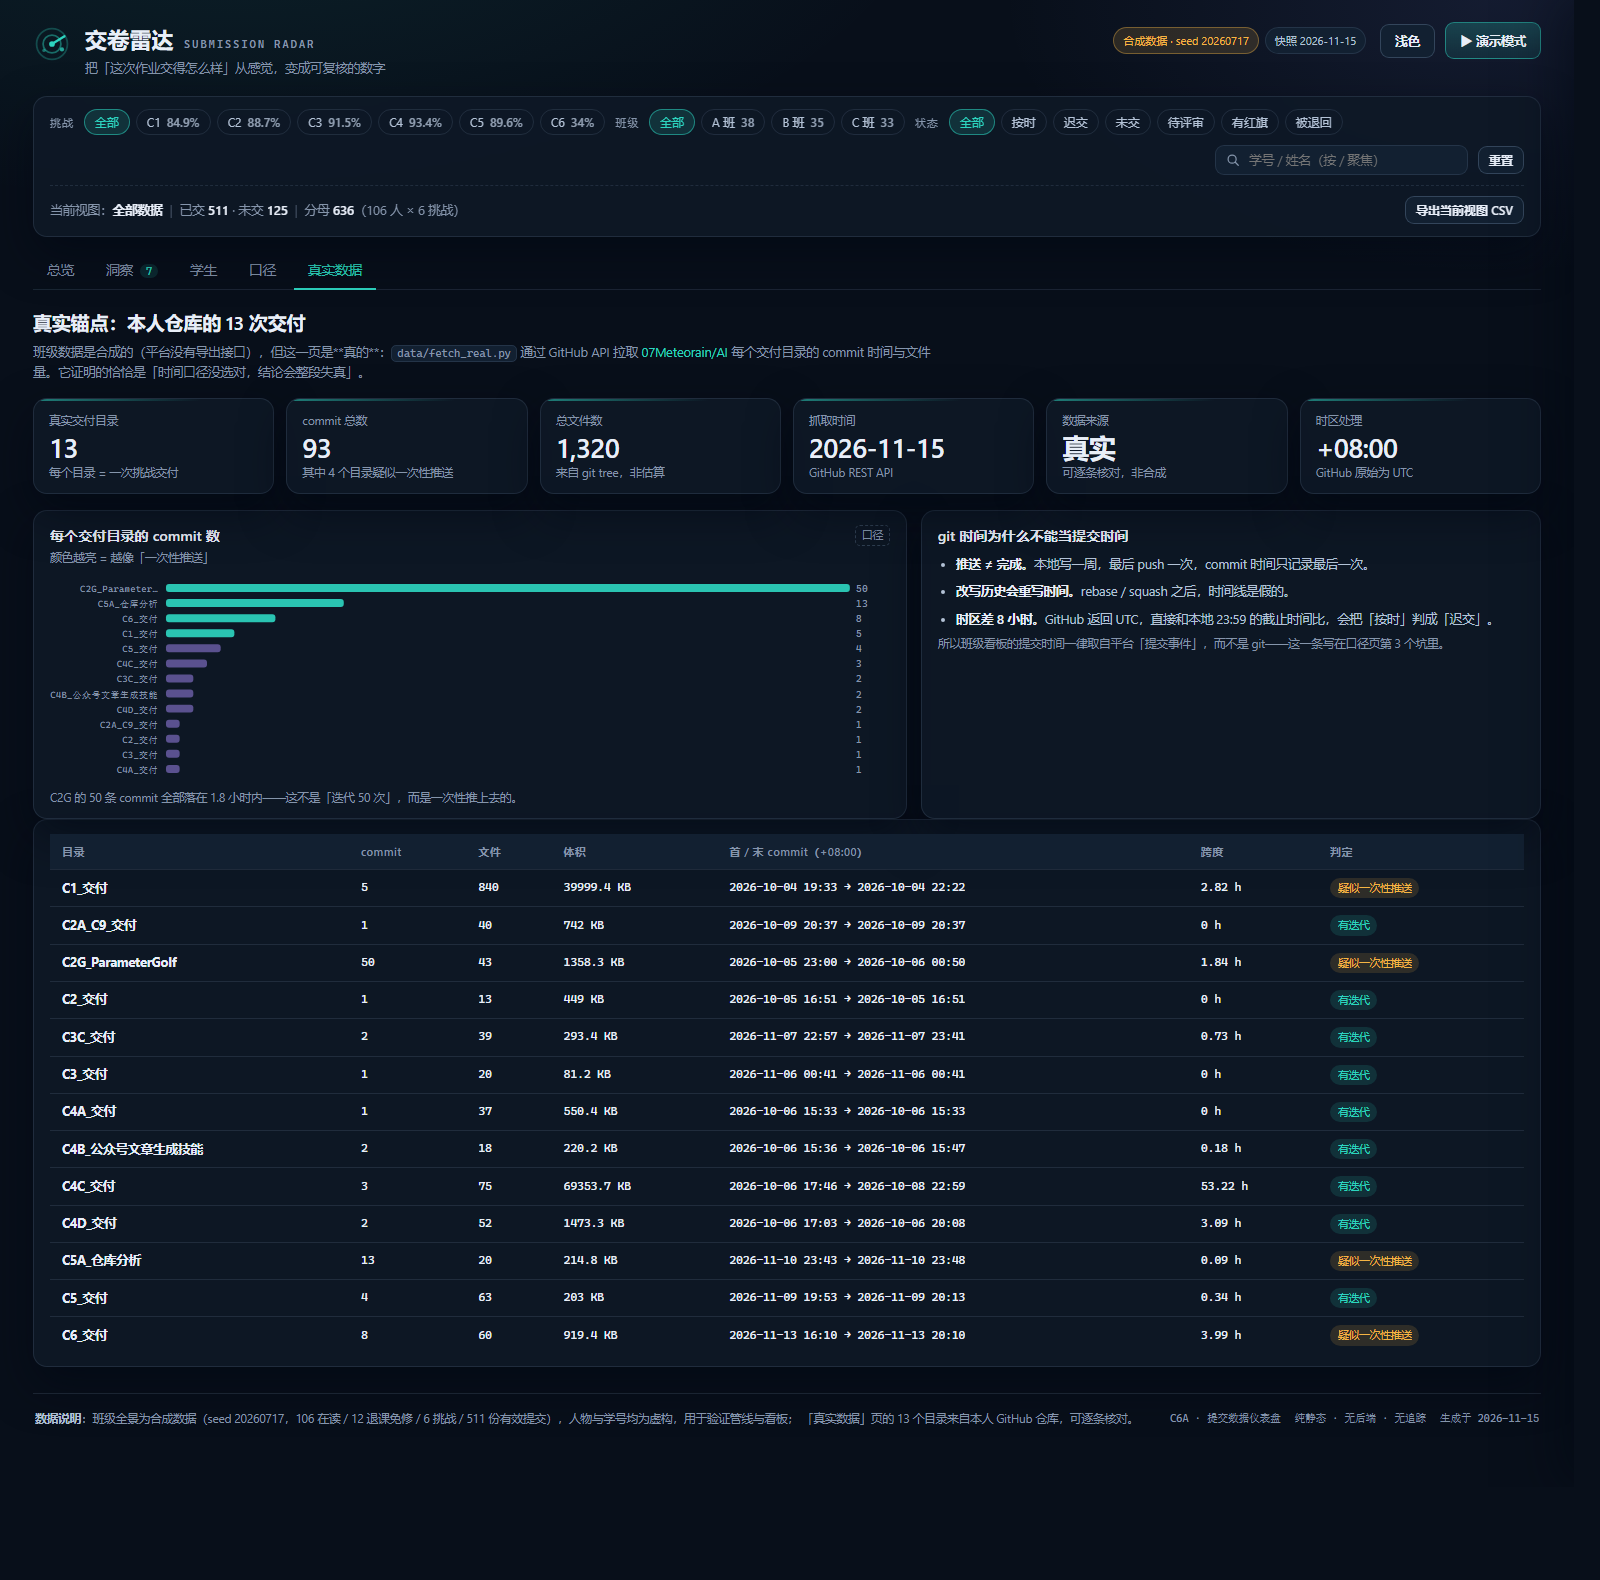 交卷雷达 SUBMISSION RADAR
把「这次作业交得怎么样」从感觉，变成可复核的数字
合成数据 · seed 20260717
快照 2026-11-15
浅色
▶ 演示模式
挑战 全部 C1 84.9% C2 88.7% C3 91.5% C4 93.4% C5 89.6% C6 34% 班级 全部 A 班 38 B 班 35 C 班 33 状态 全部 按时 迟交 未交 待评审 有红旗 被退回
学号 / 姓名（按 / 聚焦）
重置
当前视图：全部数据 | 已交 511 · 未交 125 | 分母 636（106 人 × 6 挑战）
导出当前视图 CSV
总览 洞察 7 学生 口径 真实数据
真实锚点：本人仓库的 13 次交付
班级数据是合成的（平台没有导出接口），但这一页是**真的**：data/fetch_real.py 通过 GitHub API 拉取 07Meteorain/AI 每个交付目录的 commit 时间与文件
量。它证明的恰恰是「时间口径没选对，结论会整段失真」。
真实交付目录
13
每个目录 = 一次挑战交付
commit 总数
93
其中 4 个目录疑似一次性推送
总文件数
1,320
来自 git tree，非估算
抓取时间
2026-11-15
GitHub REST API
数据来源
真实
可逐条核对，非合成
时区处理
+08:00
GitHub 原始为 UTC
每个交付目录的 commit 数
口径
颜色越亮 = 越像「一次性推送」
C2G_Parameter… 50
C5A_仓库分析 13
C6_交付 8
C1_交付 5
C5_交付 4
C4C_交付 3
C3C_交付 2
C4B_公众号文章生成技能 2
C4D_交付 2
C2A_C9_交付 1
C2_交付 1
C3_交付 1
C4A_交付 1
C2G 的 50 条 commit 全部落在 1.8 小时内——这不是「迭代 50 次」，而是一次性推上去的。
git 时间为什么不能当提交时间
• 推送 ≠ 完成。本地写一周，最后 push 一次，commit 时间只记录最后一次。
• 改写历史会重写时间。rebase / squash 之后，时间线是假的。
• 时区差 8 小时。GitHub 返回 UTC，直接和本地 23:59 的截止时间比，会把「按时」判成「迟交」。
所以班级看板的提交时间一律取自平台「提交事件」，而不是 git——这一条写在口径页第 3 个坑里。
目录 commit 文件 体积 首 / 末 commit（+08:00） 跨度 判定
C1_交付 5 840 39999.4 KB 2026-10-04 19:33 → 2026-10-04 22:22 2.82 h 疑似一次性推送
C2A_C9_交付 1 40 742 KB 2026-10-09 20:37 → 2026-10-09 20:37 0 h 有迭代
C2G_ParameterGolf 50 43 1358.3 KB 2026-10-05 23:00 → 2026-10-06 00:50 1.84 h 疑似一次性推送
C2_交付 1 13 449 KB 2026-10-05 16:51 → 2026-10-05 16:51 0 h 有迭代
C3C_交付 2 39 293.4 KB 2026-11-07 22:57 → 2026-11-07 23:41 0.73 h 有迭代
C3_交付 1 20 81.2 KB 2026-11-06 00:41 → 2026-11-06 00:41 0 h 有迭代
C4A_交付 1 37 550.4 KB 2026-10-06 15:33 → 2026-10-06 15:33 0 h 有迭代
C4B_公众号文章生成技能 2 18 220.2 KB 2026-10-06 15:36 → 2026-10-06 15:47 0.18 h 有迭代
C4C_交付 3 75 69353.7 KB 2026-10-06 17:46 → 2026-10-08 22:59 53.22 h 有迭代
C4D_交付 2 52 1473.3 KB 2026-10-06 17:03 → 2026-10-06 20:08 3.09 h 有迭代
C5A_仓库分析 13 20 214.8 KB 2026-11-10 23:43 → 2026-11-10 23:48 0.09 h 疑似一次性推送
C5_交付 4 63 203 KB 2026-11-09 19:53 → 2026-11-09 20:13 0.34 h 有迭代
C6_交付 8 60 919.4 KB 2026-11-13 16:10 → 2026-11-13 20:10 3.99 h 疑似一次性推送
数据说明：班级全景为合成数据（seed 20260717，106 在读 / 12 退课免修 / 6 挑战 / 511 份有效提交），人物与学号均为虚构，用于验证管线与看板；「真实数据」页的 13 个目录来自本人 GitHub 仓库，可逐条核对。
C6A · 提交数据仪表盘 纯静态 · 无后端 · 无追踪 生成于 2026-11-15